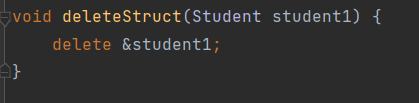 void deleteStruct(Student student1) {
    delete &student1;
}